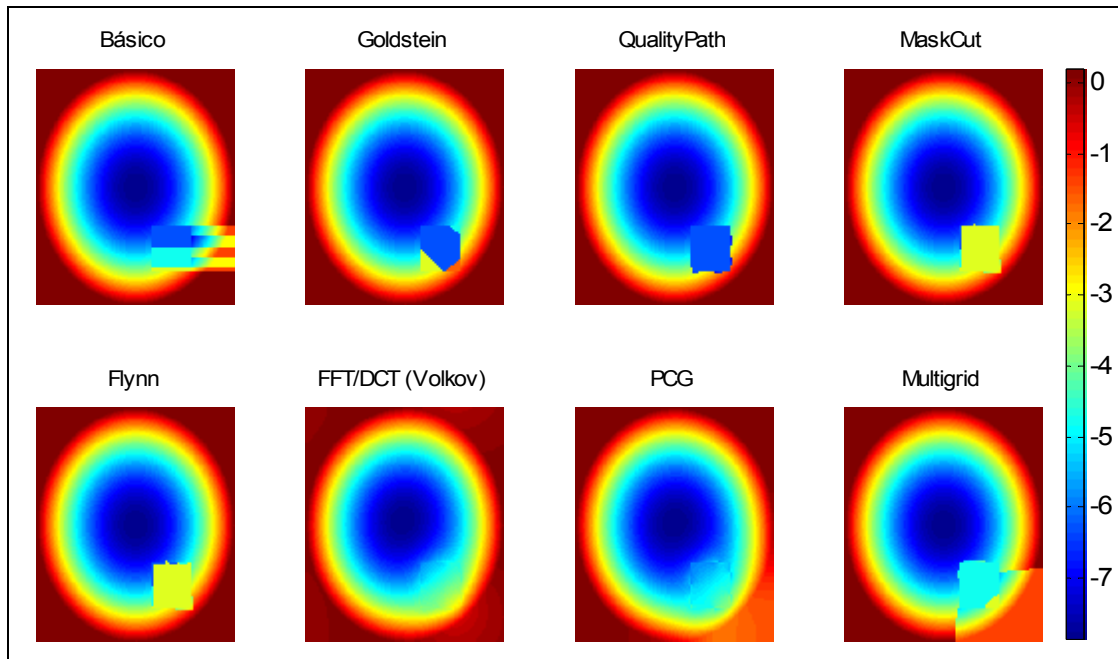 Básico
Goldstein
QualityPath
MaskCut
0
-1
-2
-3
-4
-5
-6
-7
Flynn
FFT/DCT (Volkov)
PCG
Multigrid